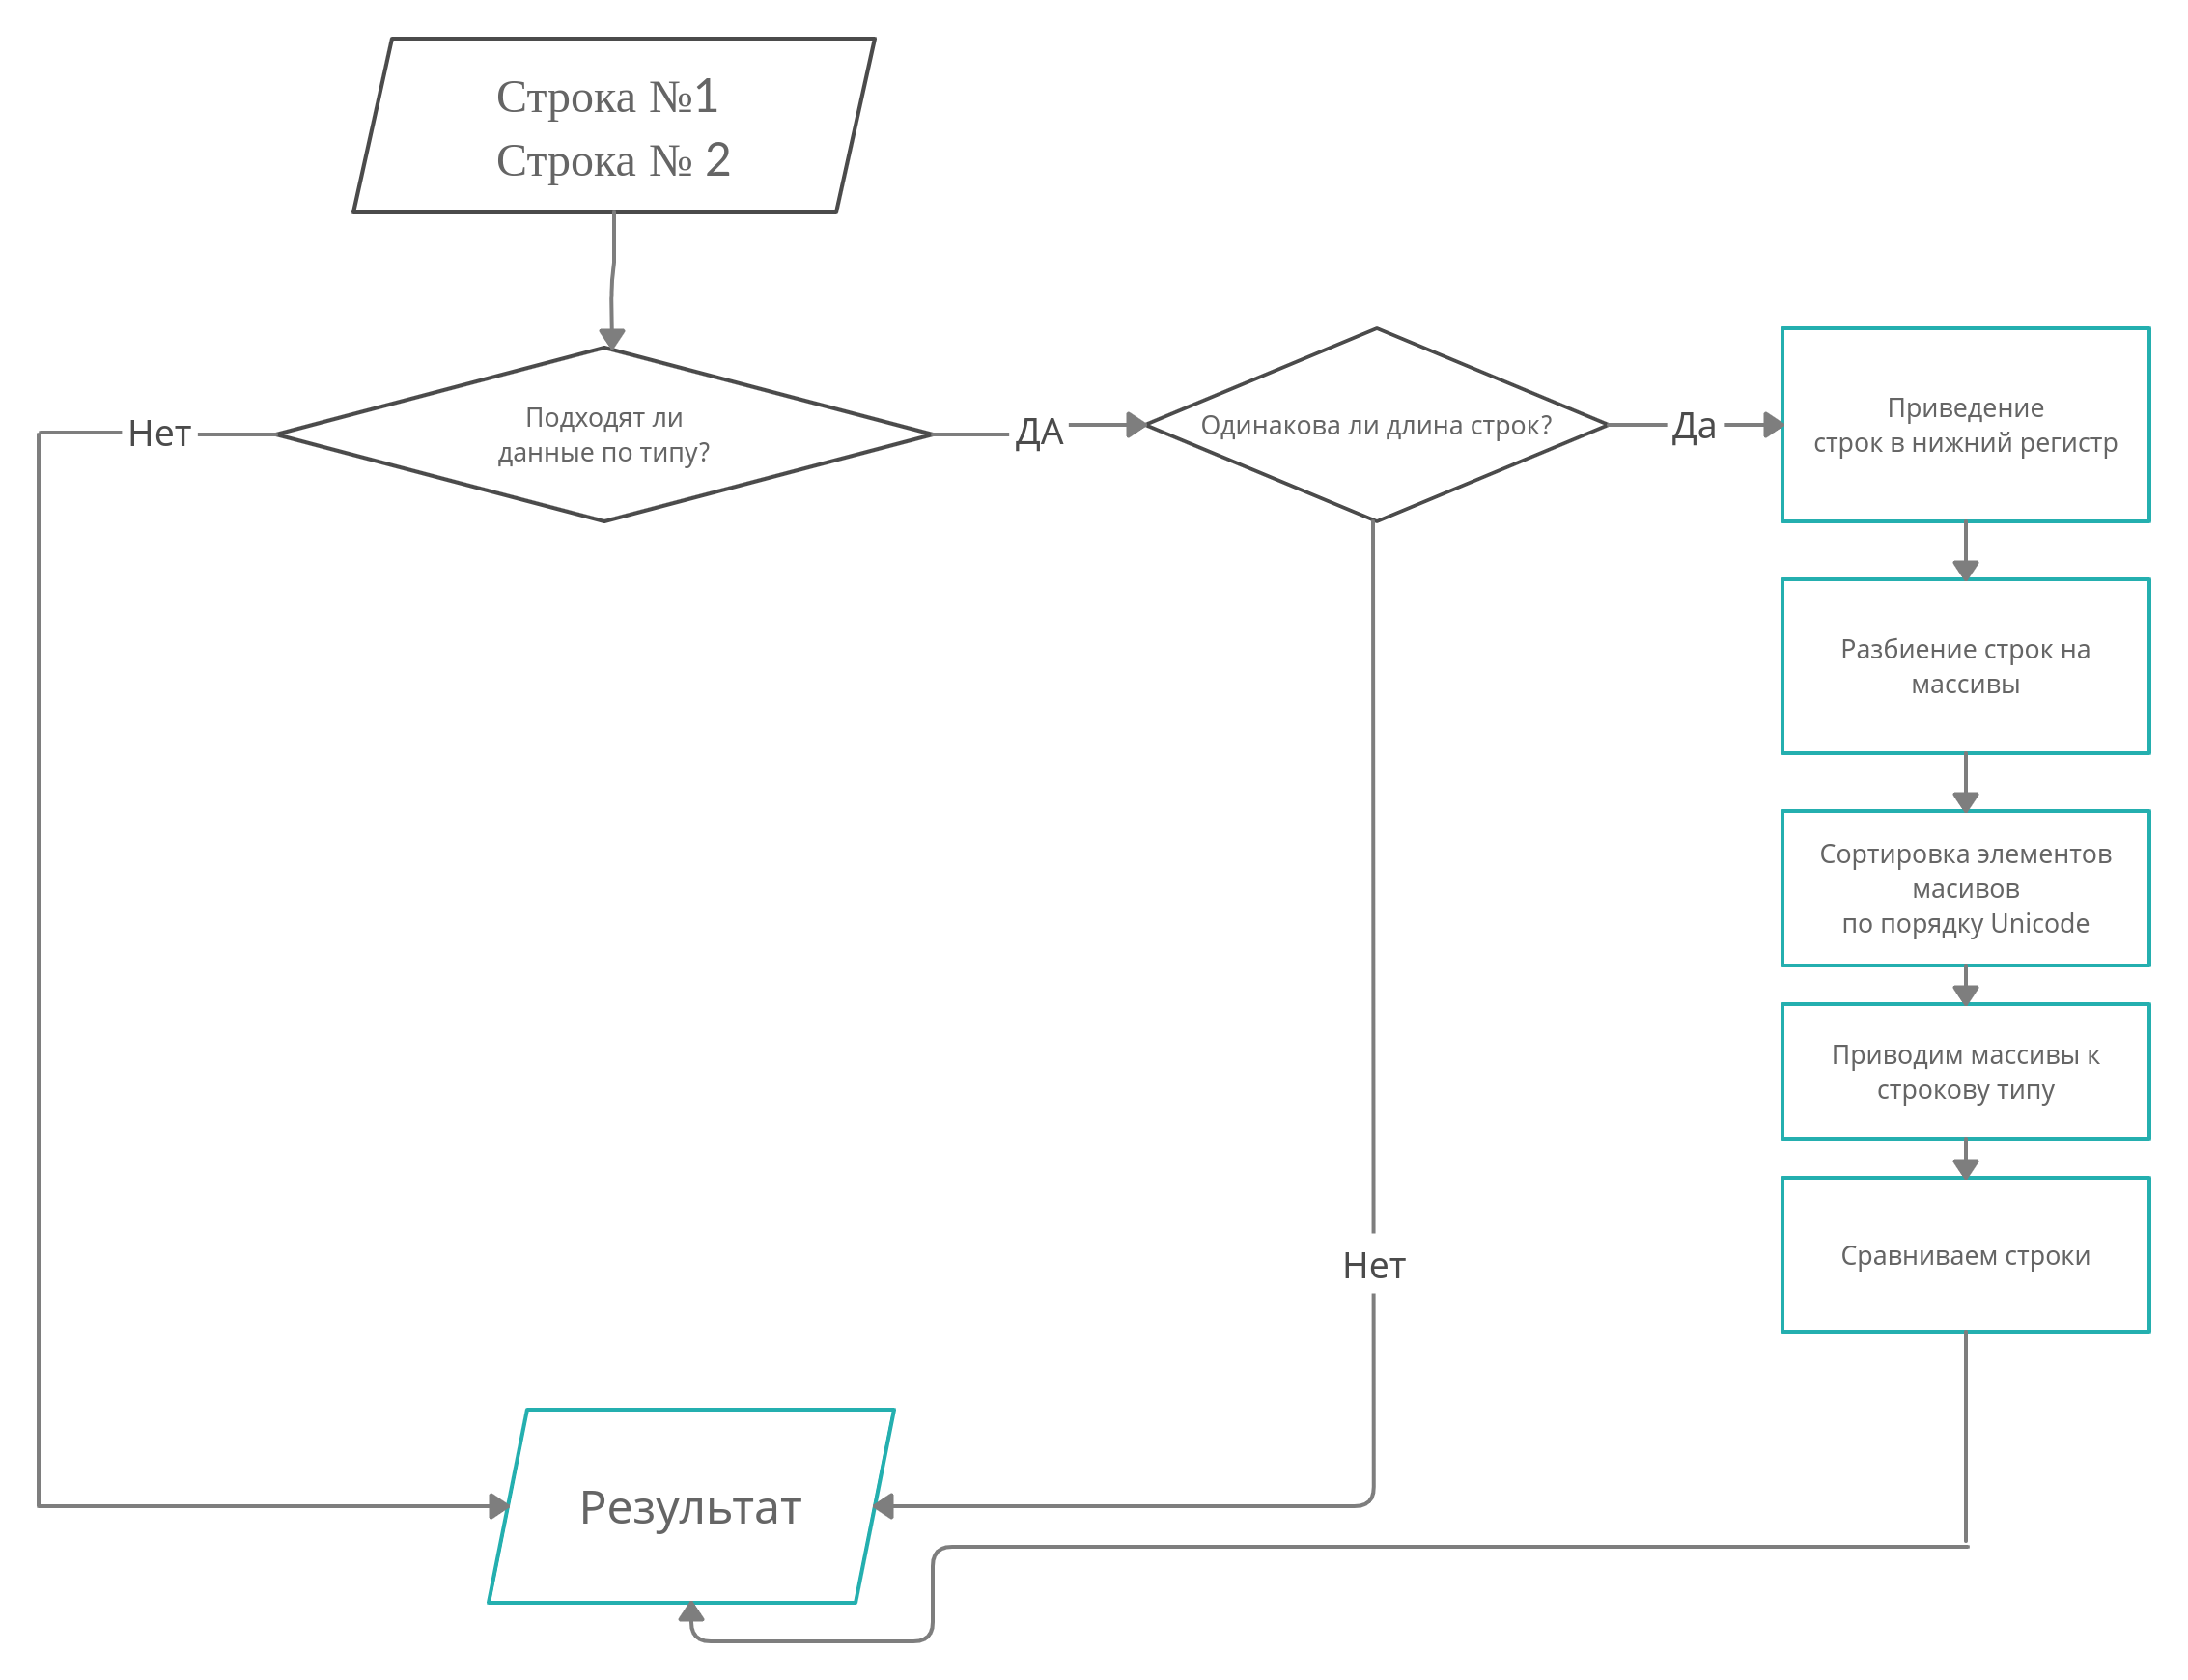 Строка №1
Строка № 2
Подходят ли
данные по типу?
Нет
ДА
Одинакова ли длина строк?
Да
Приведение
строк в нижний регистр
Разбиение строк на
массивы
Сортировка элементов
масивов
по порядку Unicode
Приводим массивы к
строкову типу
Сравниваем строки
Нет
Результат